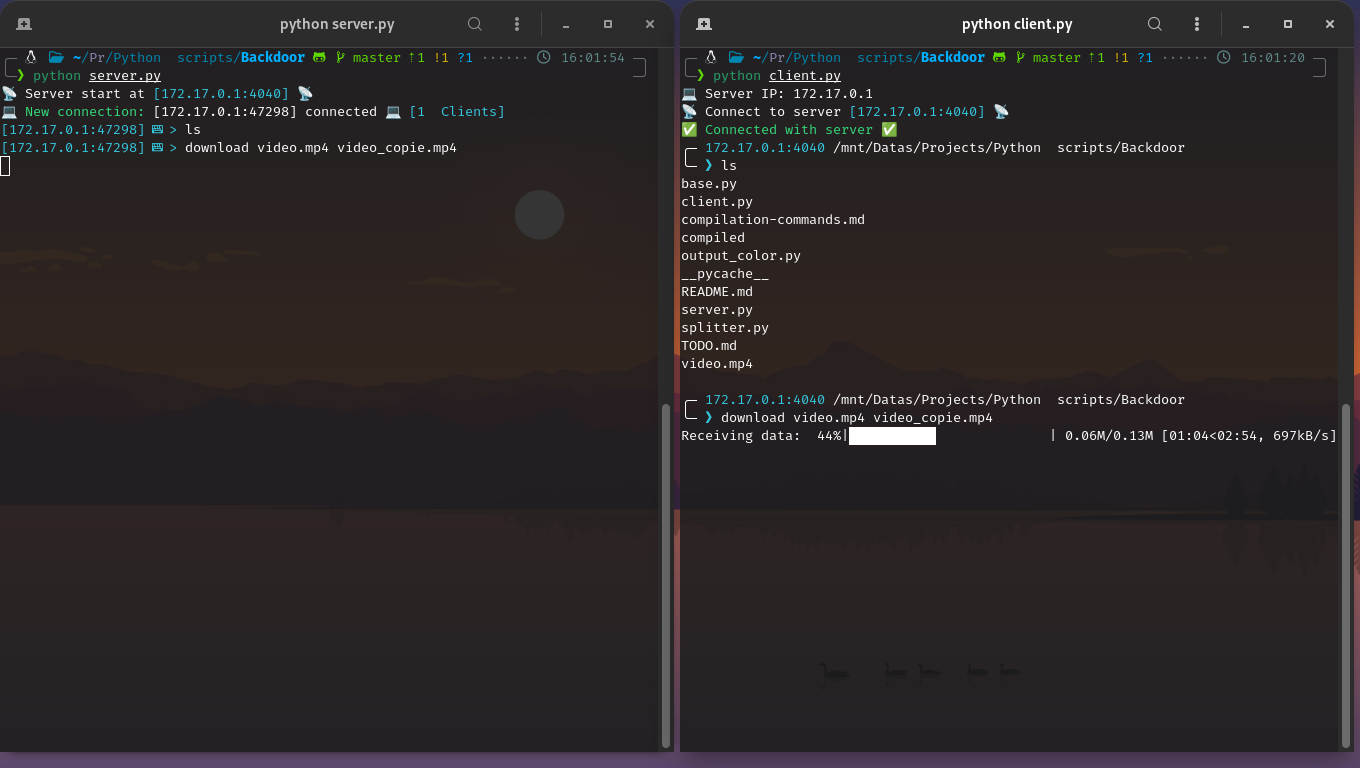 python server.py
~/Pr/Python scripts/Backdoor master ⇡1 !1 ?1 ······ 16:01:54
❯ python server.py
📡 Server start at [172.17.0.1:4040] 📡
💻 New connection: [172.17.0.1:47298] connected 💻 [1 Clients]
[172.17.0.1:47298] > ls
[172.17.0.1:47298] > download video.mp4 video_copie.mp4
python client.py
~/Pr/Python scripts/Backdoor master ⇡1 !1 ?1 ······ 16:01:20
❯ python client.py
💻 Server IP: 172.17.0.1
📡 Connect to server [172.17.0.1:4040] 📡
✅ Connected with server ✅
172.17.0.1:4040 /mnt/Datas/Projects/Python scripts/Backdoor
❯ ls
base.py
client.py
compilation-commands.md
compiled
output_color.py
__pycache__
README.md
server.py
splitter.py
TODO.md
video.mp4
172.17.0.1:4040 /mnt/Datas/Projects/Python scripts/Backdoor
❯ download video.mp4 video_copie.mp4
Receiving data: 44%| | 0.06M/0.13M [01:04<02:54, 697kB/s]